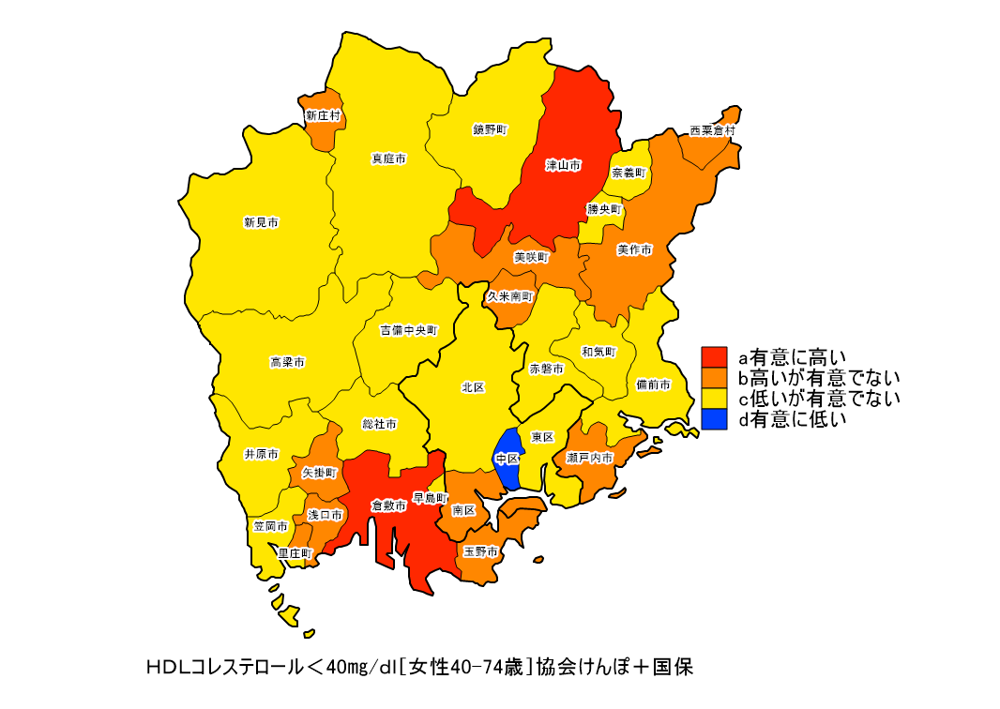 新庄村
鏡野町
西粟倉村
真庭市
津山市
奈義町
勝央町
新見市
美作市
美咲町
久米南町
吉備中央町
和気町
高梁市
赤磐市
備前市
北区
総社市
東区
井原市
中区
瀬戸内市
矢掛町
早島町
倉敷市
南区
浅口市
笠岡市
里庄町
玉野市
a有意に高い
b高いが有意でない
c低いが有意でない
d有意に低い
HDLコレステロール<40mg/dl[女性40-74歳]協会けんぽ+国保